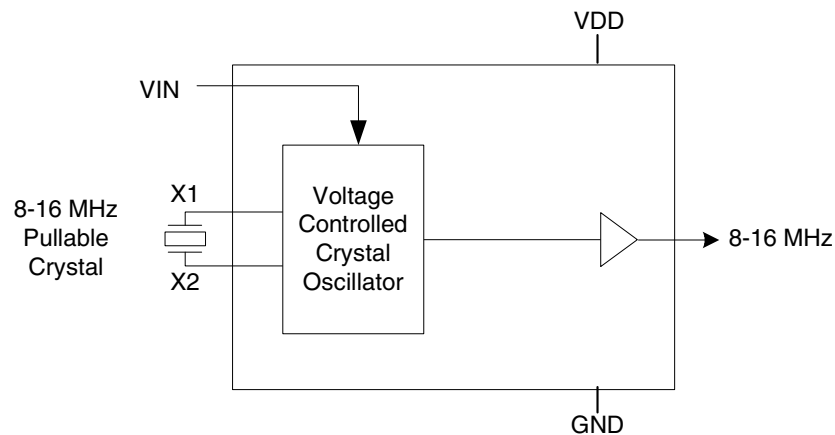 VDD
VIN
X1
8-16 MHz
Pullable
Crystal
X2
Voltage
Controlled
Crystal
Oscillator
8-16 MHz
GND